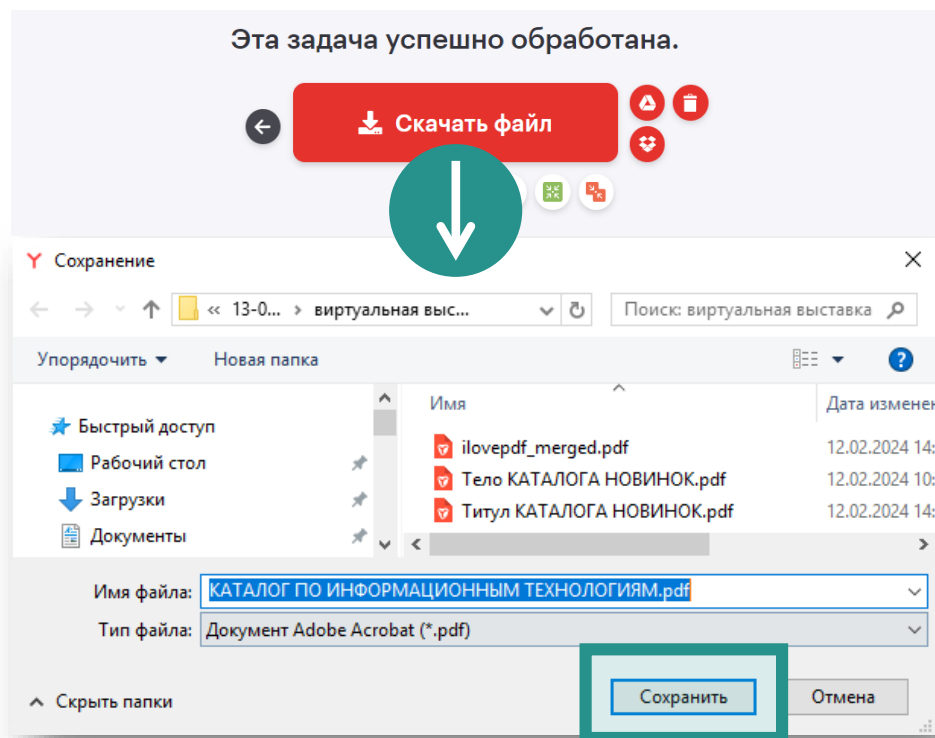 Эта задача успешно обработана.
Скачать файл
Сохранение
« 13-0... › виртуальная выс...
Поиск: виртуальная выставка
Упорядочить
Новая папка
?
Имя
Дата изменен
Быстрый доступ
ilovepdf_merged.pdf
12.02.2024 14:
Рабочий стол
Тело КАТАЛОГА НОВИНОК.pdf
12.02.2024 10:
Загрузки
Титул КАТАЛОГА НОВИНОК.pdf
12.02.2024 14:
Документы
Имя файла:
КАТАЛОГ ПО ИНФОРМАЦИОННЫМ ТЕХНОЛОГИЯМ.pdf
Тип файла:
Документ Adobe Acrobat (*.pdf)
Скрыть папки
Сохранить
Отмена